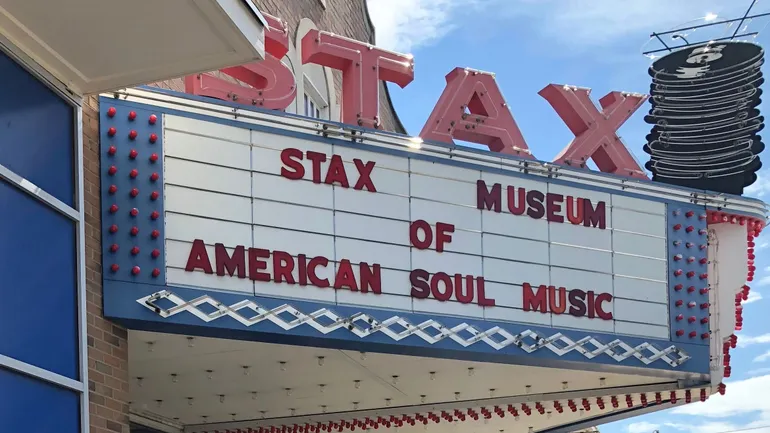 STAX
STAX MUSEUM
OF
AMERICAN SOUL MUSIC